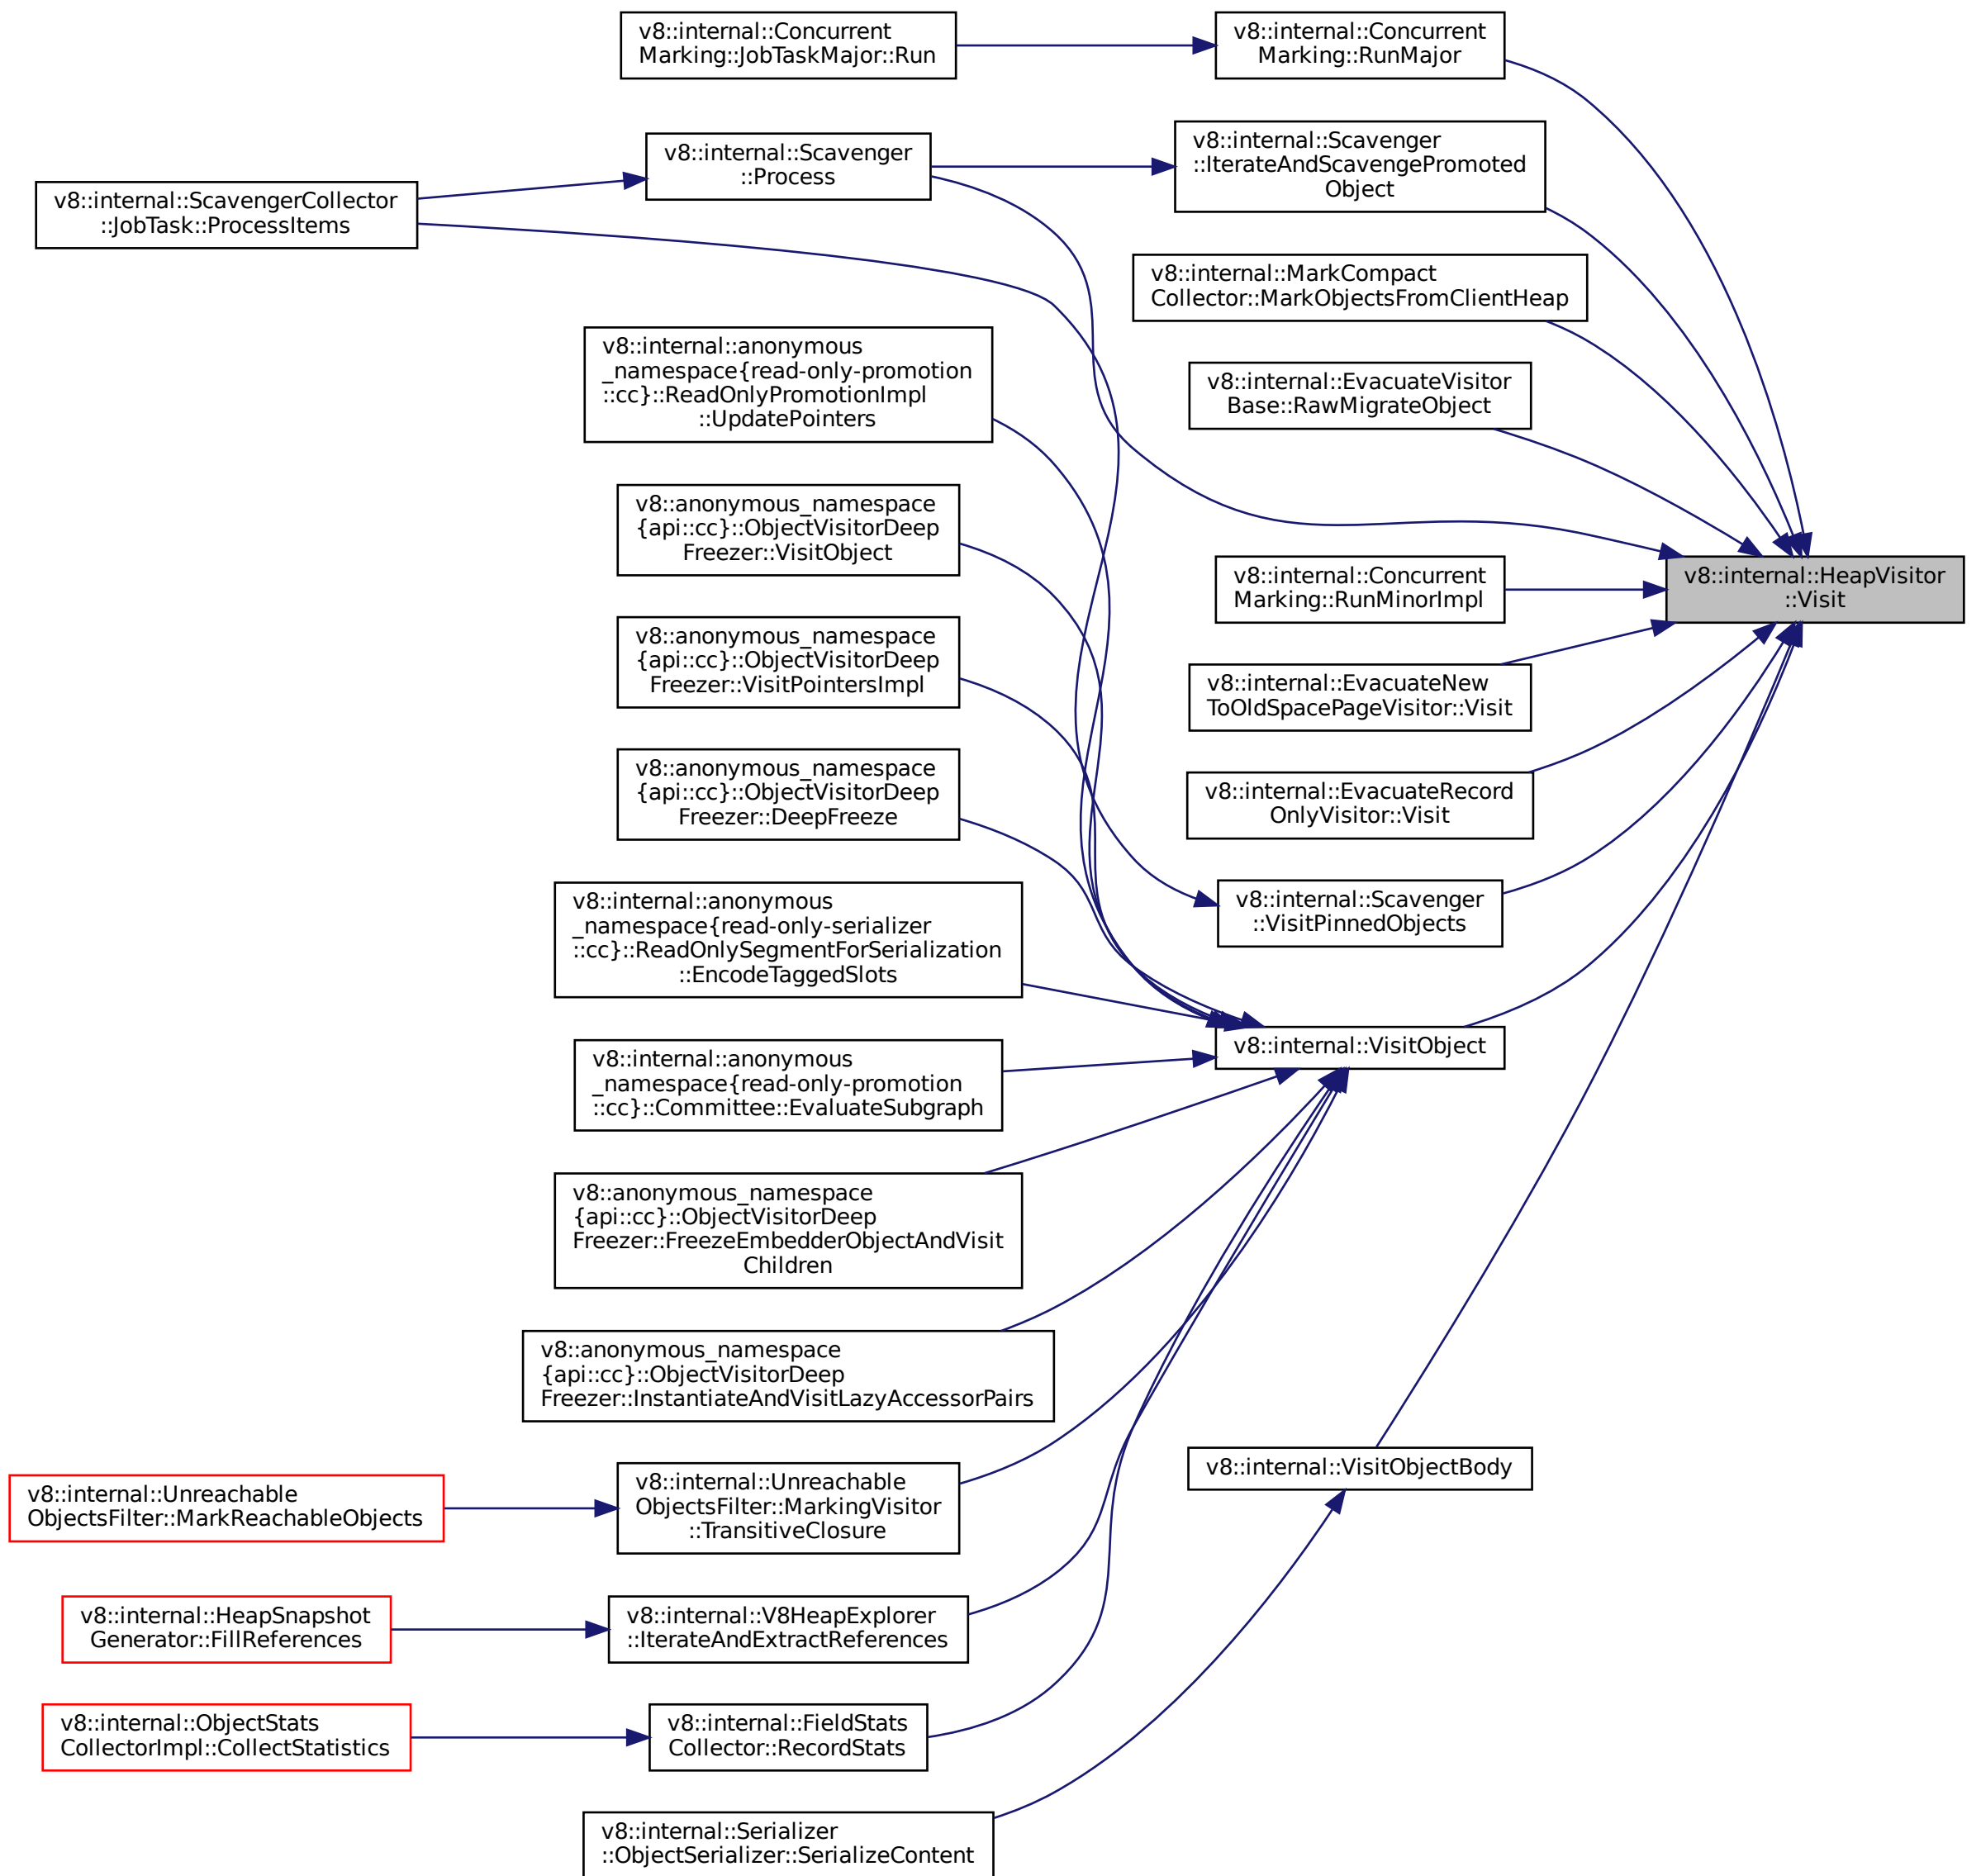 v8::internal::Concurrent
Marking::JobTaskMajor::Run
v8::internal::Concurrent
Marking::RunMajor
v8::internal::Scavenger
::Process
v8::internal::Scavenger
::IterateAndScavengePromoted
Object
v8::internal::ScavengerCollector
::JobTask::ProcessItems
v8::internal::MarkCompact
Collector::MarkObjectsFromClientHeap
v8::internal::anonymous
_namespace{read-only-promotion
::cc}::ReadOnlyPromotionImpl
::UpdatePointers
v8::internal::EvacuateVisitor
Base::RawMigrateObject
v8::anonymous_namespace
{api::cc}::ObjectVisitorDeep
Freezer::VisitObject
v8::internal::Concurrent
Marking::RunMinorImpl
v8::internal::HeapVisitor
::Visit
v8::anonymous_namespace
{api::cc}::ObjectVisitorDeep
Freezer::VisitPointersImpl
v8::internal::EvacuateNew
ToOldSpacePageVisitor::Visit
v8::anonymous_namespace
{api::cc}::ObjectVisitorDeep
Freezer::DeepFreeze
v8::internal::EvacuateRecord
OnlyVisitor::Visit
v8::internal::anonymous
_namespace{read-only-serializer
::cc}::ReadOnlySegmentForSerialization
::EncodeTaggedSlots
v8::internal::Scavenger
::VisitPinnedObjects
v8::internal::VisitObject
v8::internal::anonymous
_namespace{read-only-promotion
::cc}::Committee::EvaluateSubgraph
v8::anonymous_namespace
{api::cc}::ObjectVisitorDeep
Freezer::FreezeEmbedderObjectAndVisit
Children
v8::anonymous_namespace
{api::cc}::ObjectVisitorDeep
Freezer::InstantiateAndVisitLazyAccessorPairs
v8::internal::VisitObjectBody
v8::internal::Unreachable
ObjectsFilter::MarkReachableObjects
v8::internal::Unreachable
ObjectsFilter::MarkingVisitor
::TransitiveClosure
v8::internal::HeapSnapshot
Generator::FillReferences
v8::internal::V8HeapExplorer
::IterateAndExtractReferences
v8::internal::ObjectStats
CollectorImpl::CollectStatistics
v8::internal::FieldStats
Collector::RecordStats
v8::internal::Serializer
::ObjectSerializer::SerializeContent